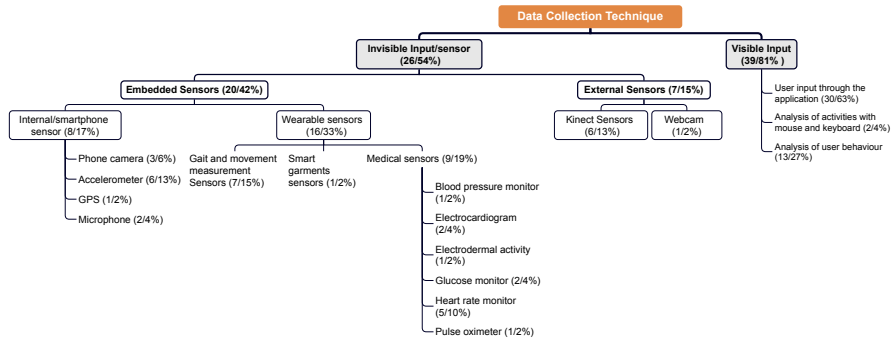 Data Collection Technique
Invisible Input/sensor
(26/54%)
Visible Input
(39/81% )
Embedded Sensors (20/42%)
External Sensors (7/15%)
User input through the
application (30/63%)
Analysis of activities with
mouse and keyboard (2/4%)
Analysis of user behaviour
(13/27%)
Internal/smartphone
sensor (8/17%)
Wearable sensors
(16/33%)
Kinect Sensors
(6/13%)
Webcam
(1/2%)
Phone camera (3/6%)
Accelerometer (6/13%)
GPS (1/2%)
Microphone (2/4%)
Gait and movement
measurement
Sensors (7/15%)
Smart
garments
sensors (1/2%)
Medical sensors (9/19%)
Blood pressure monitor
(1/2%)
Electrocardiogram
(2/4%)
Electrodermal activity
(1/2%)
Glucose monitor (2/4%)
Heart rate monitor
(5/10%)
Pulse oximeter (1/2%)